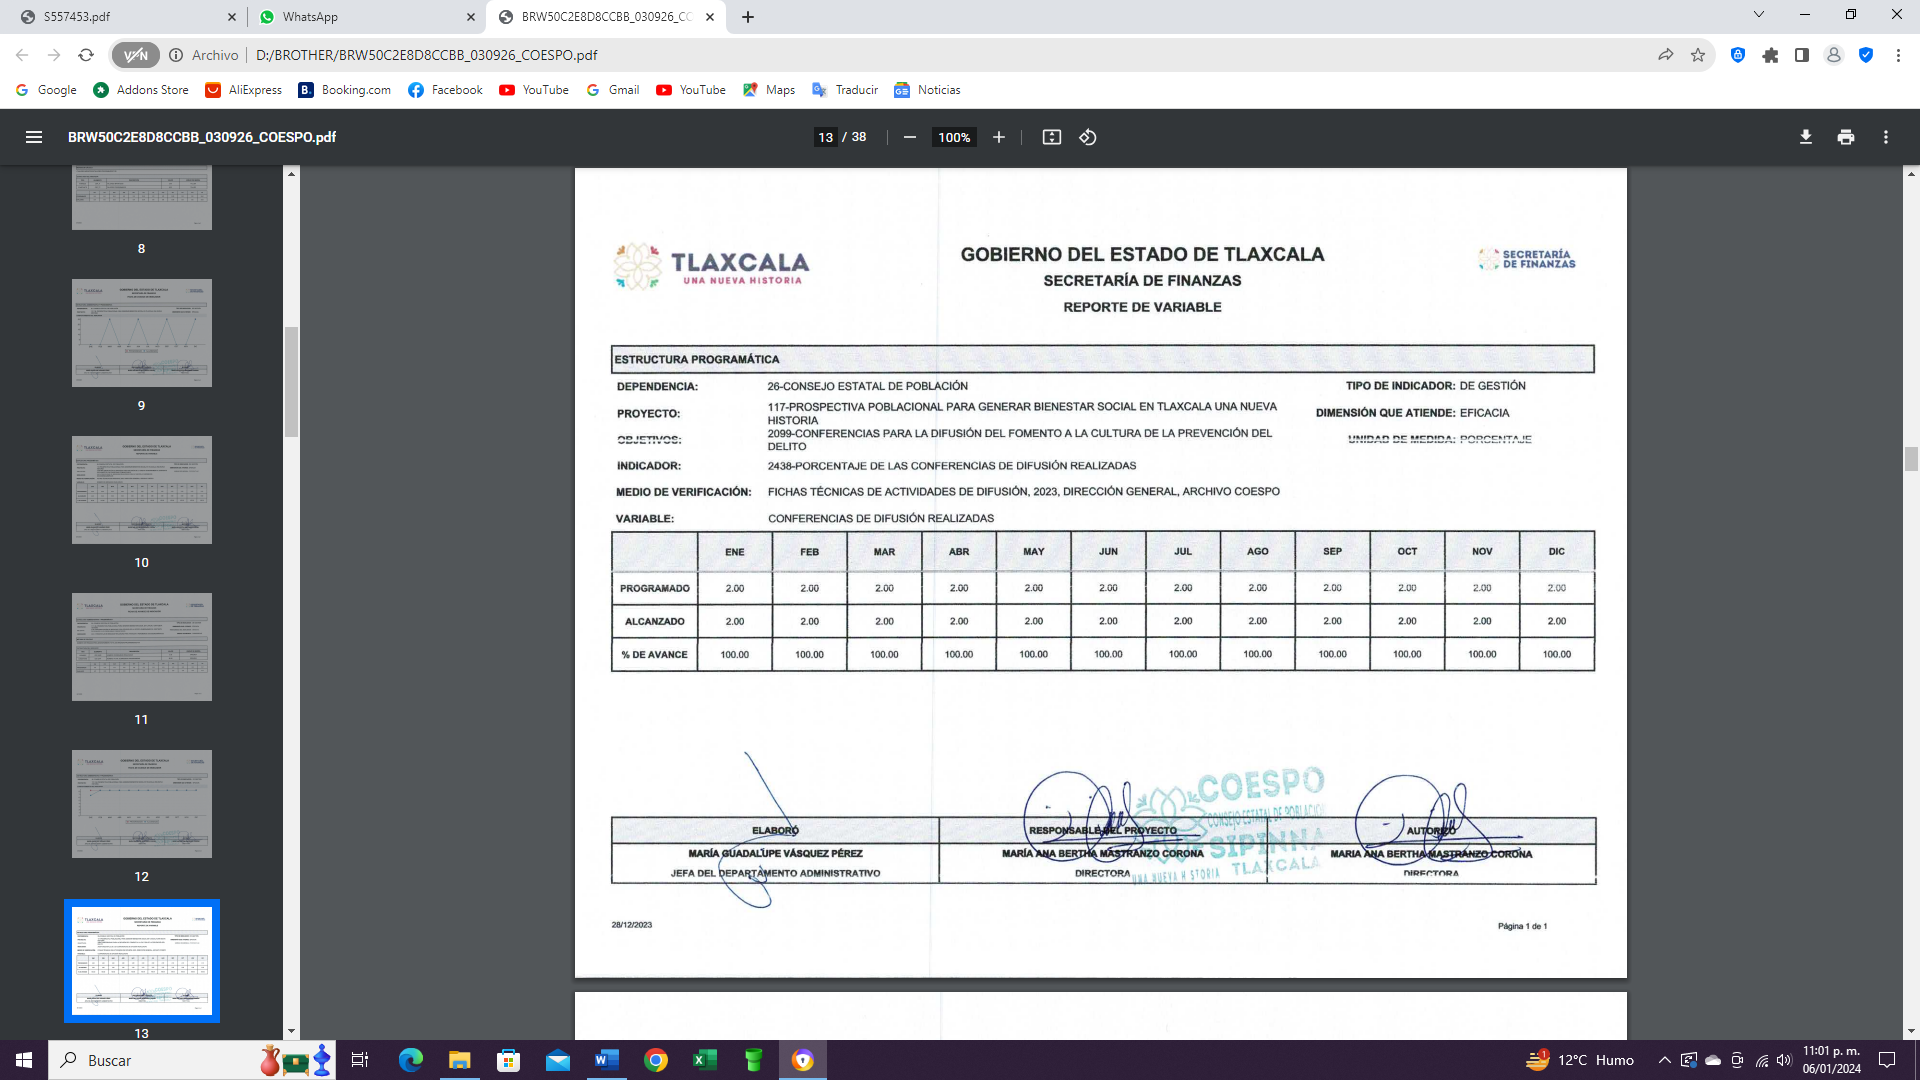 S557453.pdf
WhatsApp
BRW50C2E8D8CCBB_030926_CC
VPN
Archivo
D:/BROTHER/BRW50C2E8D8CCBB_030926_COESPO.pdf
Google
Addons Store
AliExpress
Booking.com
Facebook
YouTube
Gmail
YouTube
Maps
Traducir
Noticias
BRW50C2E8D8CCBB_030926_COESPO.pdf
13 / 38
100%
8
9
10
11
12
13
TLAXCALA
UNA NUEVA HISTORIA
GOBIERNO DEL ESTADO DE TLAXCALA
SECRETARÍA DE FINANZAS
REPORTE DE VARIABLE
SECRETARÍA
DE FINANZAS
ESTRUCTURA PROGRAMÁTICA
DEPENDENCIA: 26-CONSEJO ESTATAL DE POBLACIÓN TIPO DE INDICADOR: DE GESTIÓN
PROYECTO: 117-PROSPECTIVA POBLACIONAL PARA GENERAR BIENESTAR SOCIAL EN TLAXCALA UNA NUEVA HISTORIA DIMENSIÓN QUE ATIENDE: EFICACIA
OBJETIVOS: 2099-CONFERENCIAS PARA LA DIFUSIÓN DEL FOMENTO A LA CULTURA DE LA PREVENCIÓN DEL DELITO UNIDAD DE MEDIDA: PORCENTAJE
INDICADOR: 2438-PORCENTAJE DE LAS CONFERENCIAS DE DIFUSIÓN REALIZADAS
MEDIO DE VERIFICACIÓN: FICHAS TÉCNICAS DE ACTIVIDADES DE DIFUSIÓN, 2023, DIRECCIÓN GENERAL, ARCHIVO COESPO
VARIABLE: CONFERENCIAS DE DIFUSIÓN REALIZADAS
ENE FEB MAR ABR MAY JUN JUL AGO SEP OCT NOV DIC
PROGRAMADO 2.00 2.00 2.00 2.00 2.00 2.00 2.00 2.00 2.00 2.00 2.00 2.00
ALCANZADO 2.00 2.00 2.00 2.00 2.00 2.00 2.00 2.00 2.00 2.00 2.00 2.00
% DE AVANCE 100.00 100.00 100.00 100.00 100.00 100.00 100.00 100.00 100.00 100.00 100.00 100.00
COESPO
CONSEJO ESTATAL DE POBLACIÓN
SIPINNA
TLAXCALA
UNA NUEVA HISTORIA
ELABORÓ RESPONSABLE DEL PROYECTO AUTORIZÓ
MARÍA GUADALUPE VÁSQUEZ PÉREZ MARÍA ANA BERTHA MASTRANZO CORONA MARIA ANA BERTHA MASTRANZO CORONA
JEFA DEL DEPARTAMENTO ADMINISTRATIVO DIRECTORA DIRECTORA
28/12/2023
Página 1 de 1
Buscar
1
12°C Humo
11:01 p. m.
06/01/2024